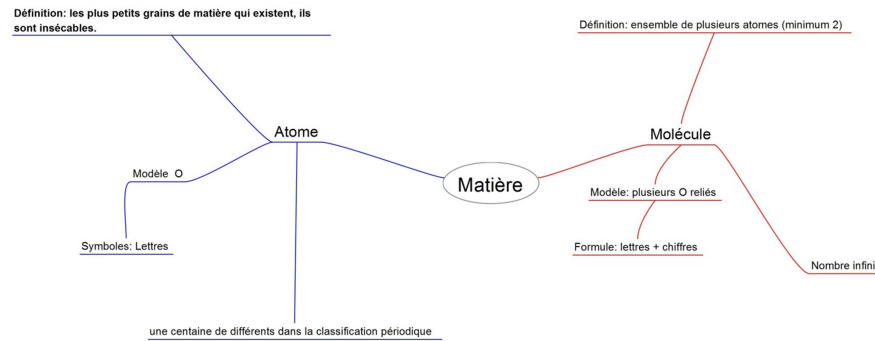 Définition: les plus petits grains de matière qui existent, ils
sont insécables.
Définition: ensemble de plusieurs atomes (minimum 2)
Atome
Molécule
Modèle O
Matière
Modèle: plusieurs O reliés
Symboles: Lettres
Formule: lettres + chiffres
Nombre infini
une centaine de différents dans la classification périodique